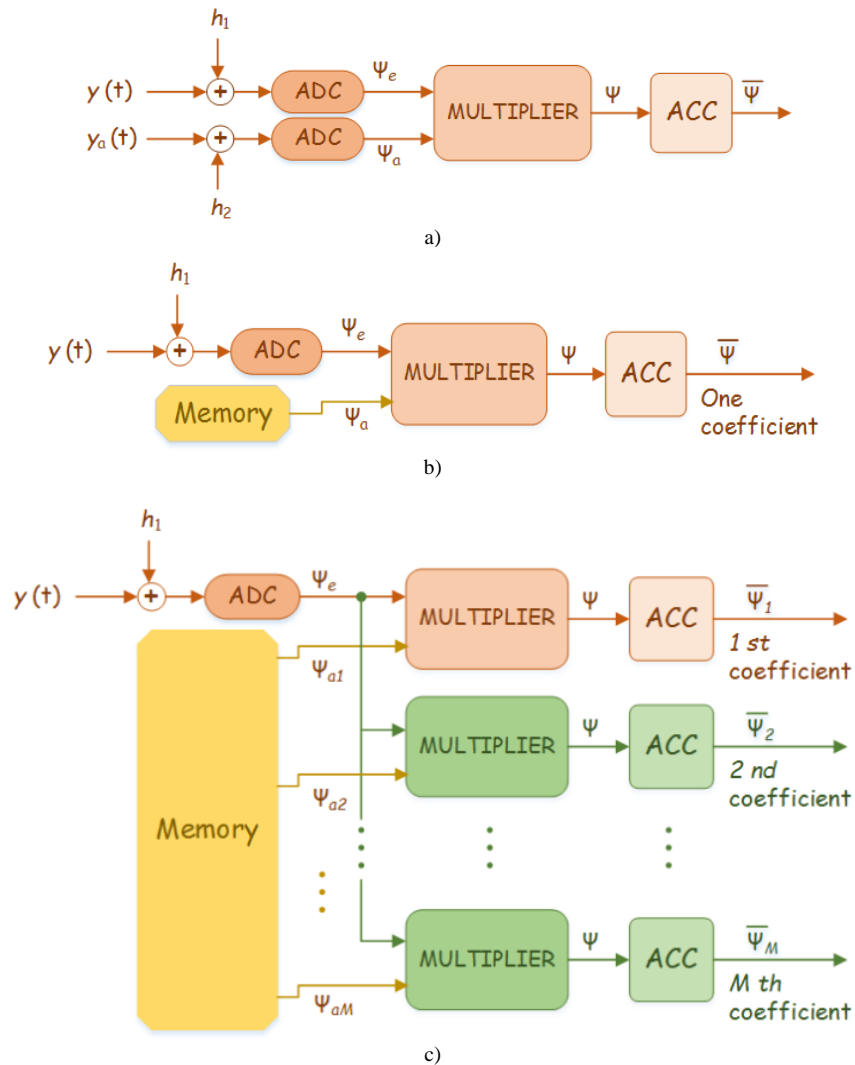 h₁
y (t)
ADC
Ψₑ
MULTIPLIER
Ψ
ACC
Ψ̅
yₐ (t)
ADC
Ψₐ
h₂
a)
h₁
y (t)
ADC
Ψₑ
MULTIPLIER
Ψ
ACC
Ψ̅
One
coefficient
Memory
Ψₐ
b)
h₁
y (t)
ADC
Ψₑ
MULTIPLIER
Ψ
ACC
Ψ̅₁
1 st
coefficient
Ψₐ₁
MULTIPLIER
Ψ
ACC
Ψ̅₂
2 nd
coefficient
Ψₐ₂
Memory
MULTIPLIER
Ψ
ACC
Ψ̅_M
M th
coefficient
Ψ_aM
c)